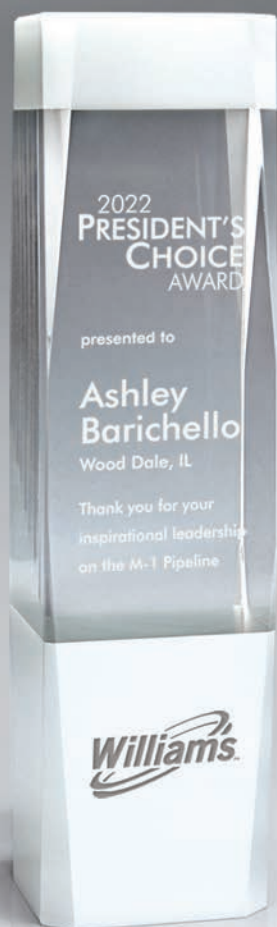 2022
PRESIDENT'S
CHOICE
AWARD
presented to
Ashley
Barichello
Wood Dale, IL
Thank you for your
inspirational leadership
on the M-1 Pipeline
Williams